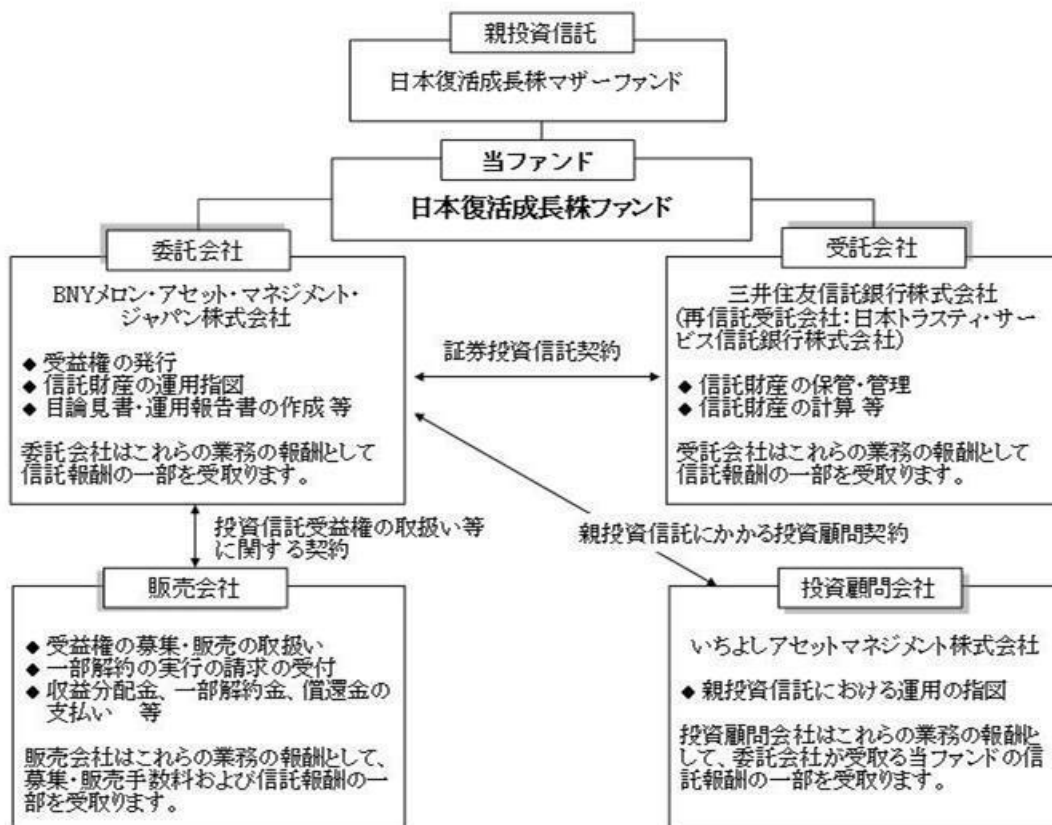 親投資信託
日本復活成長株マザーファンド
当ファンド
日本復活成長株ファンド
委託会社
BNYメロン・アセット・マネジメント・
ジャパン株式会社
◆ 受益権の発行
◆ 信託財産の運用指図
◆ 目論見書・運用報告書の作成 等
委託会社はこれらの業務の報酬として
信託報酬の一部を受取ります。
証券投資信託契約
受託会社
三井住友信託銀行株式会社
(再信託受託会社：日本トラスティ・サー
ビス信託銀行株式会社)
◆ 信託財産の保管・管理
◆ 信託財産の計算 等
受託会社はこれらの業務の報酬として
信託報酬の一部を受取ります。
投資信託受益権の取扱い等
に関する契約
親投資信託にかかる投資顧問契約
販売会社
◆ 受益権の募集・販売の取扱い
◆ 一部解約の実行の請求の受付
◆ 収益分配金、一部解約金、償還金の
支払い 等
販売会社はこれらの業務の報酬として、
募集・販売手数料および信託報酬の一
部を受取ります。
投資顧問会社
いちよしアセットマネジメント株式会社
◆ 親投資信託における運用の指図
投資顧問会社はこれらの業務の報酬と
して、委託会社が受取る当ファンドの信
託報酬の一部を受取ります。